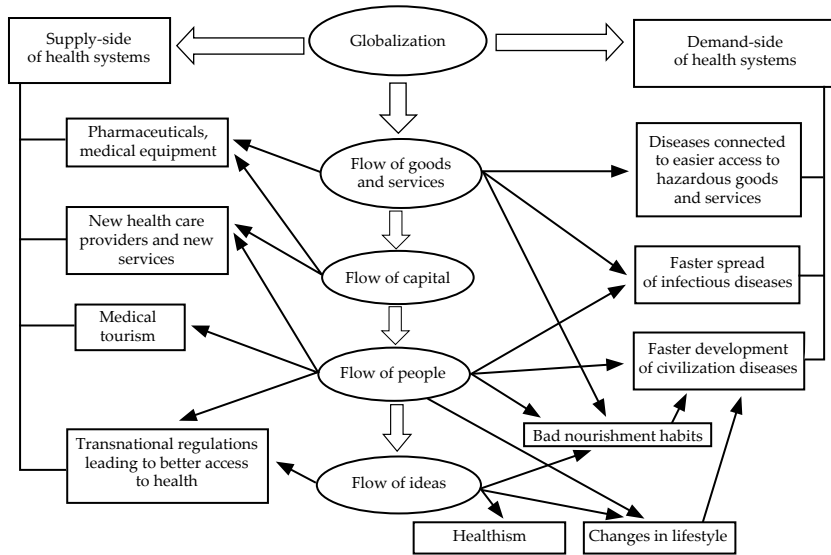 Supply-side
of health systems
Globalization
Demand-side
of health systems
Pharmaceuticals,
medical equipment
Flow of goods
and services
Diseases connected
to easier access to
hazardous goods
and services
New health care
providers and new
services
Flow of capital
Faster spread
of infectious diseases
Medical
tourism
Flow of people
Faster development
of civilization diseases
Bad nourishment habits
Transnational regulations
leading to better access
to health
Flow of ideas
Healthism
Changes in lifestyle